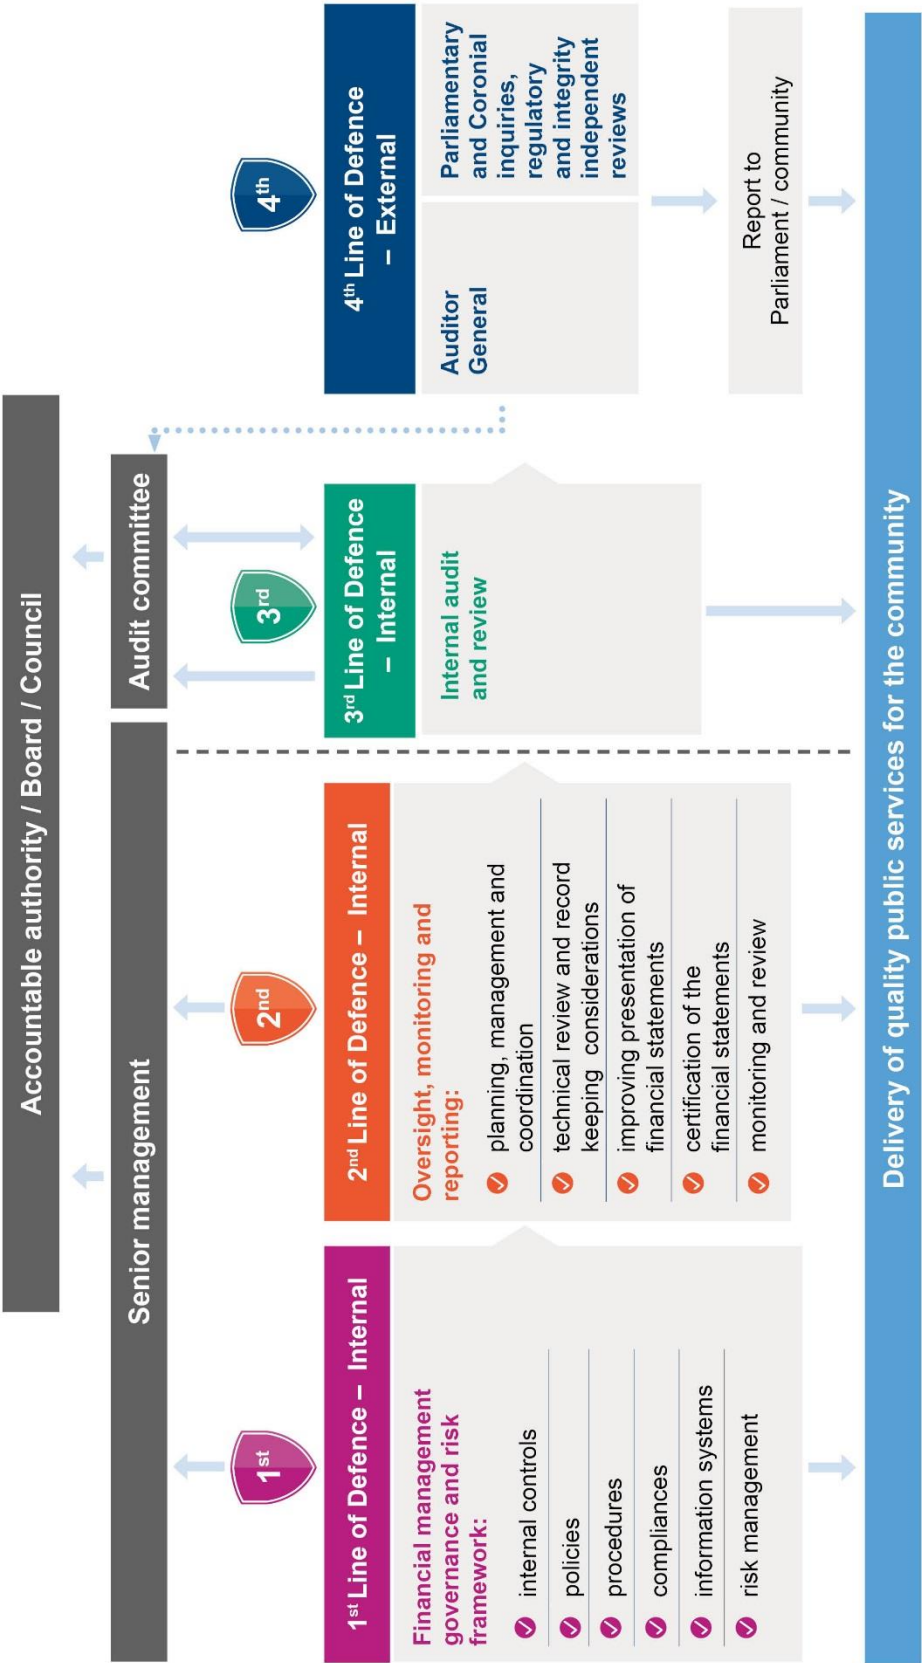 Accountable authority / Board / Council
Senior management
Audit committee
1st
1st Line of Defence – Internal
Financial management
governance and risk
framework:
internal controls
policies
procedures
compliances
information systems
risk management
2nd
2nd Line of Defence – Internal
Oversight, monitoring and
reporting:
planning, management and
coordination
technical review and record
keeping considerations
improving presentation of
financial statements
certification of the
financial statements
monitoring and review
3rd
3rd Line of Defence
– Internal
Internal audit
and review
4th
4th Line of Defence
– External
Auditor
General
Parliamentary
and Coronial
inquiries,
regulatory
and integrity
independent
reviews
Report to
Parliament / community
Delivery of quality public services for the community